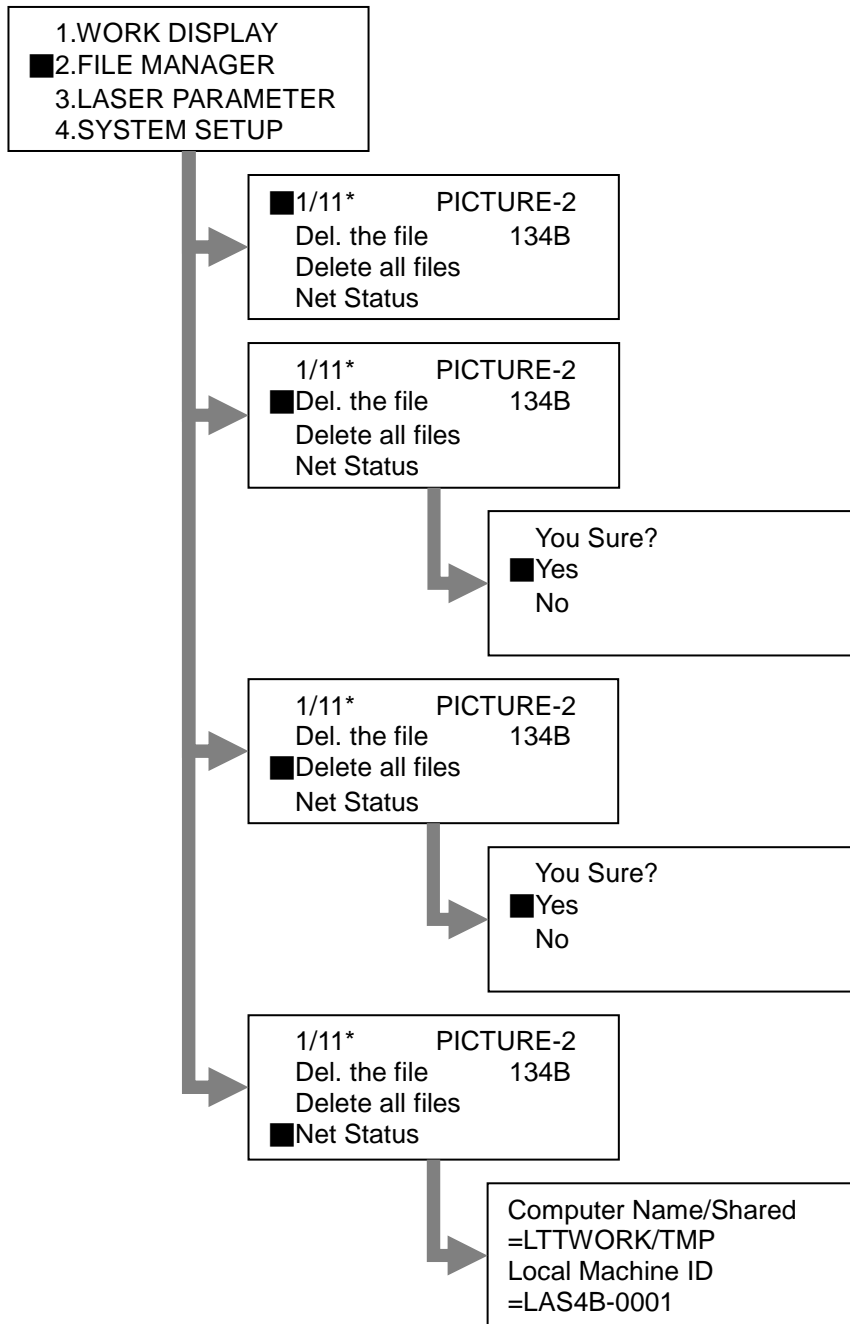 1.WORK DISPLAY
2.FILE MANAGER
3.LASER PARAMETER
4.SYSTEM SETUP
1/11* PICTURE-2
Del. the file 134B
Delete all files
Net Status
1/11* PICTURE-2
Del. the file 134B
Delete all files
Net Status
You Sure?
Yes
No
1/11* PICTURE-2
Del. the file 134B
Delete all files
Net Status
You Sure?
Yes
No
1/11* PICTURE-2
Del. the file 134B
Delete all files
Net Status
Computer Name/Shared
=LTTWORK/TMP
Local Machine ID
=LAS4B-0001